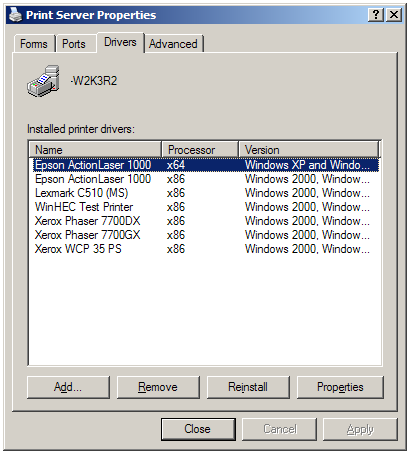 Print Server Properties
Forms Ports Drivers Advanced
-W2K3R2
Installed printer drivers:
Name Processor Version
Epson ActionLaser 1000 x64 Windows XP and Windo...
Epson ActionLaser 1000 x86 Windows 2000, Window...
Lexmark C510 (MS) x86 Windows 2000, Window...
WinHEC Test Printer x86 Windows 2000, Window...
Xerox Phaser 7700DX x86 Windows 2000, Window...
Xerox Phaser 7700GX x86 Windows 2000, Window...
Xerox WCP 35 PS x86 Windows 2000, Window...
Add... Remove Reinstall Properties
Close Cancel Apply